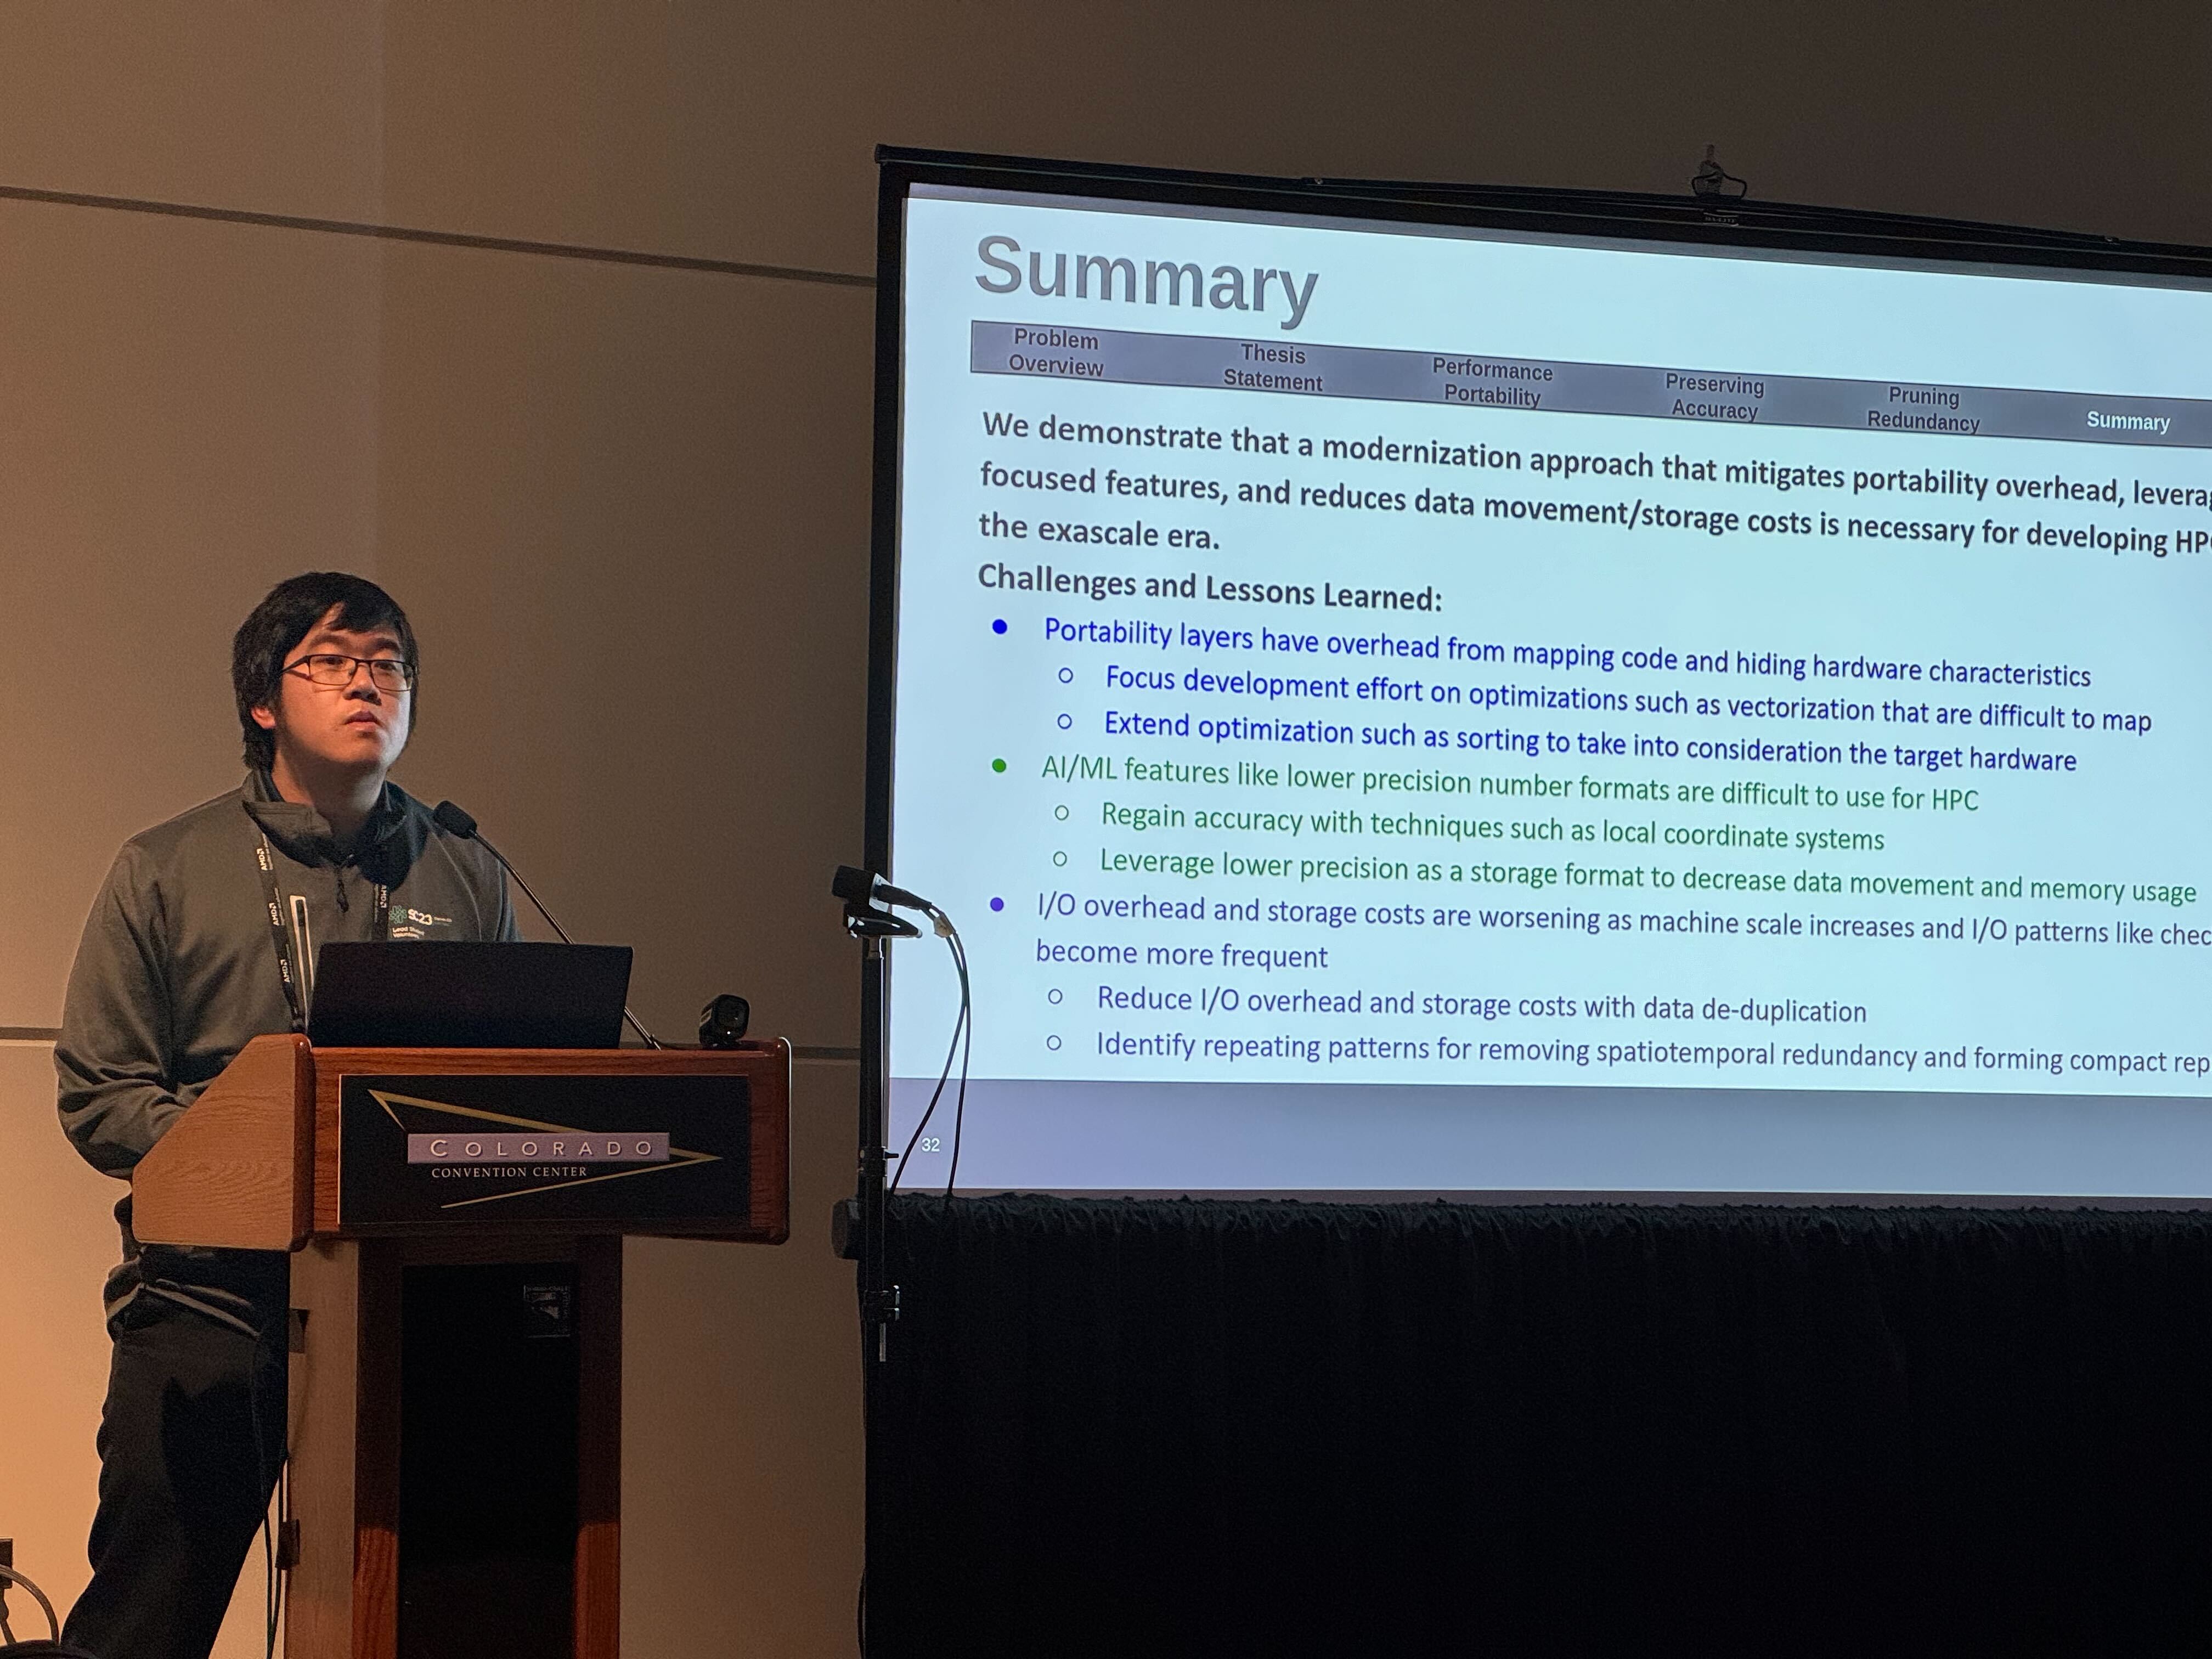 Summary
Problem Overview
Thesis Statement
Performance Portability
Preserving Accuracy
Pruning Redundancy
Summary
We demonstrate that a modernization approach that mitigates portability overhead,
focused features, and reduces data movement/storage costs is necessary for developing
the exascale era.
Challenges and Lessons Learned:
● Portability layers have overhead from mapping code and hiding hardware characteristics
○ Focus development effort on optimizations such as vectorization that are difficult to map
○ Extend optimization such as sorting to take into consideration the target hardware
● AI/ML features like lower precision number formats are difficult to use for HPC
○ Regain accuracy with techniques such as local coordinate systems
○ Leverage lower precision as a storage format to decrease data movement and memory usage
● I/O overhead and storage costs are worsening as machine scale increases and I/O patterns like
become more frequent
○ Reduce I/O overhead and storage costs with data de-duplication
○ Identify repeating patterns for removing spatiotemporal redundancy and forming compact
32
AMD
AMD
AMD
AMD
SC23
Lead Student
Volunteer
COLORADO
CONVENTION CENTER